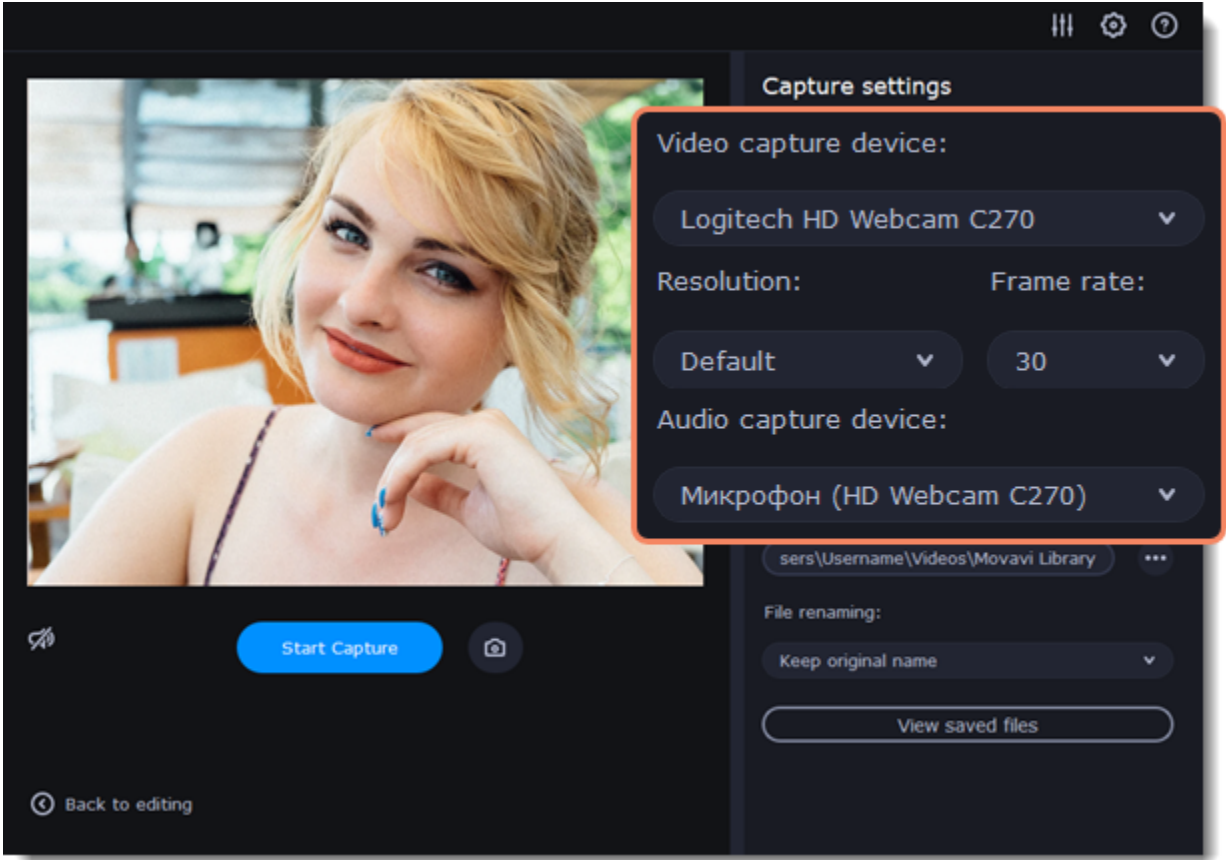 Capture settings
Video capture device:
Logitech HD Webcam C270
Resolution: Frame rate:
Default 30
Audio capture device:
Микрофон (HD Webcam C270)
sers\Username\Videos\Movavi Library
File renaming:
Keep original name
View saved files
Start Capture
Back to editing